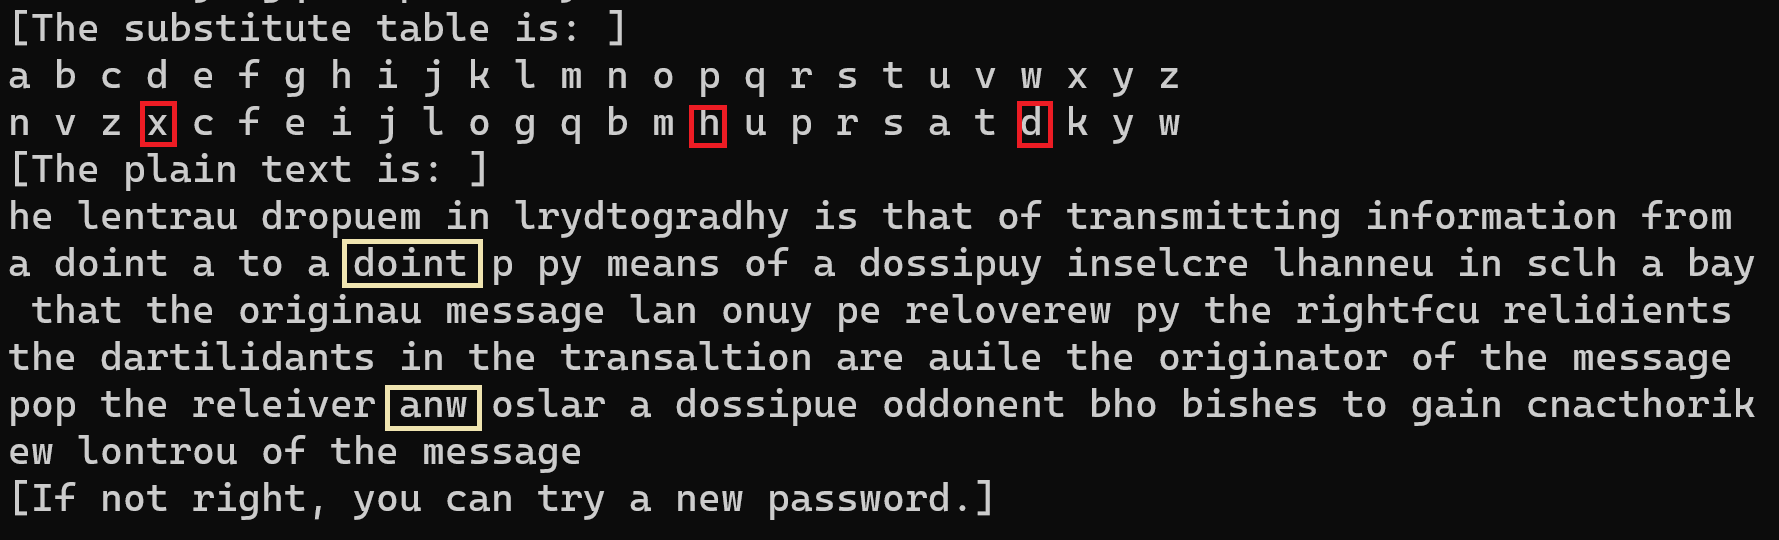 [The substitute table is: ]
a b c d e f g h i j k l m n o p q r s t u v w x y z
n v z x c f e i j l o g q b m h u p r s a t d k y w
[The plain text is: ]
he lentrau dropuem in lrydtogradhy is that of transmitting information from
a doint a to a doint p py means of a dossipuy inselcre lhanneu in sclh a bay
that the originau message lan onuy pe reloverew py the rightfcu relidients
the dartilidants in the transaltion are auile the originator of the message
pop the releiver anw oslar a dossipue oddonent bho bishes to gain cnacthorik
ew lontrou of the message
[If not right, you can try a new password.]